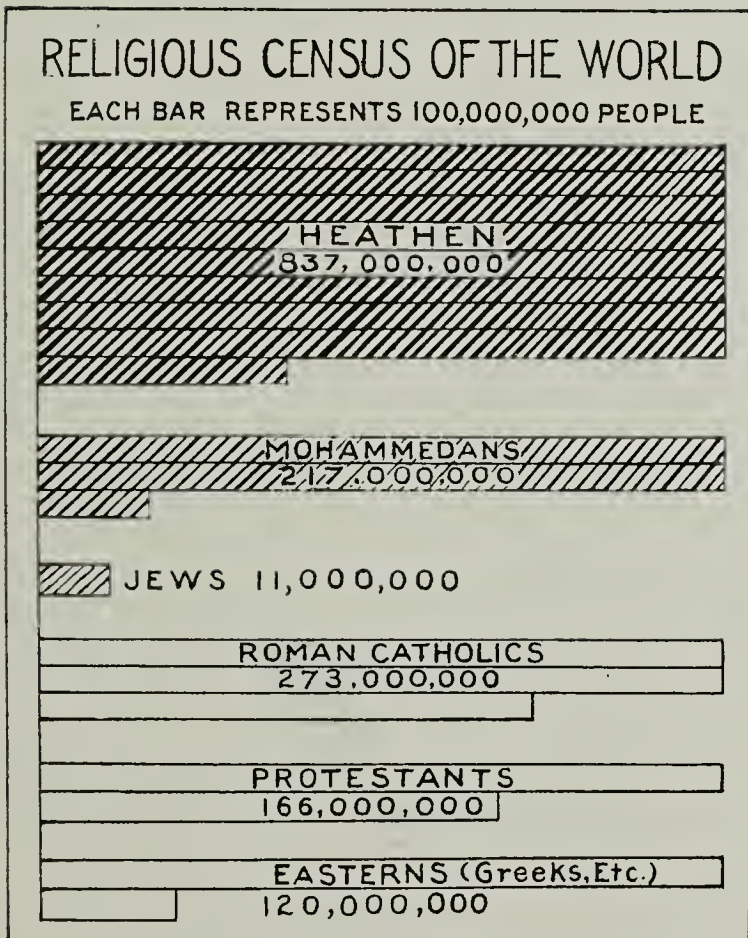 RELIGIOUS CENSUS OF THE WORLD
EACH BAR REPRESENTS 100,000,000 PEOPLE
HEATHEN
837,000,000
MOHAMMEDANS
217,000,000
JEWS 11,000,000
ROMAN CATHOLICS
273,000,000
PROTESTANTS
166,000,000
EASTERNS (Greeks, Etc.)
120,000,000